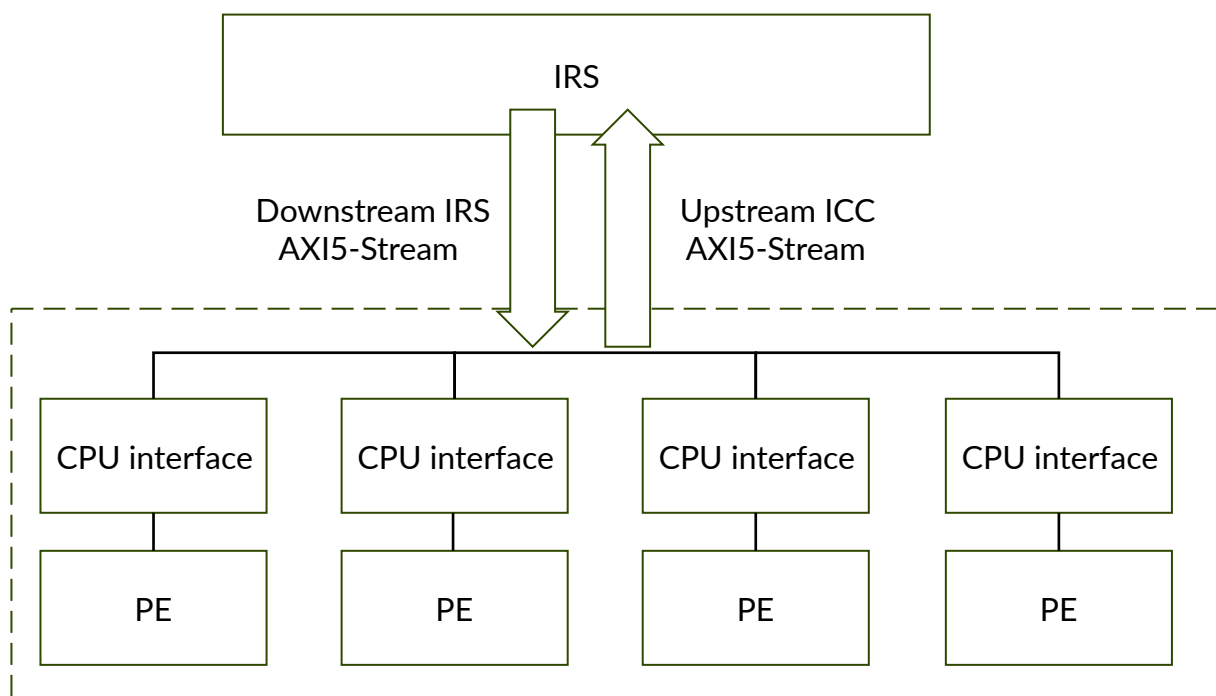 IRS
Downstream IRS
AXI5-Stream
Upstream ICC
AXI5-Stream
CPU interface
CPU interface
CPU interface
CPU interface
PE
PE
PE
PE